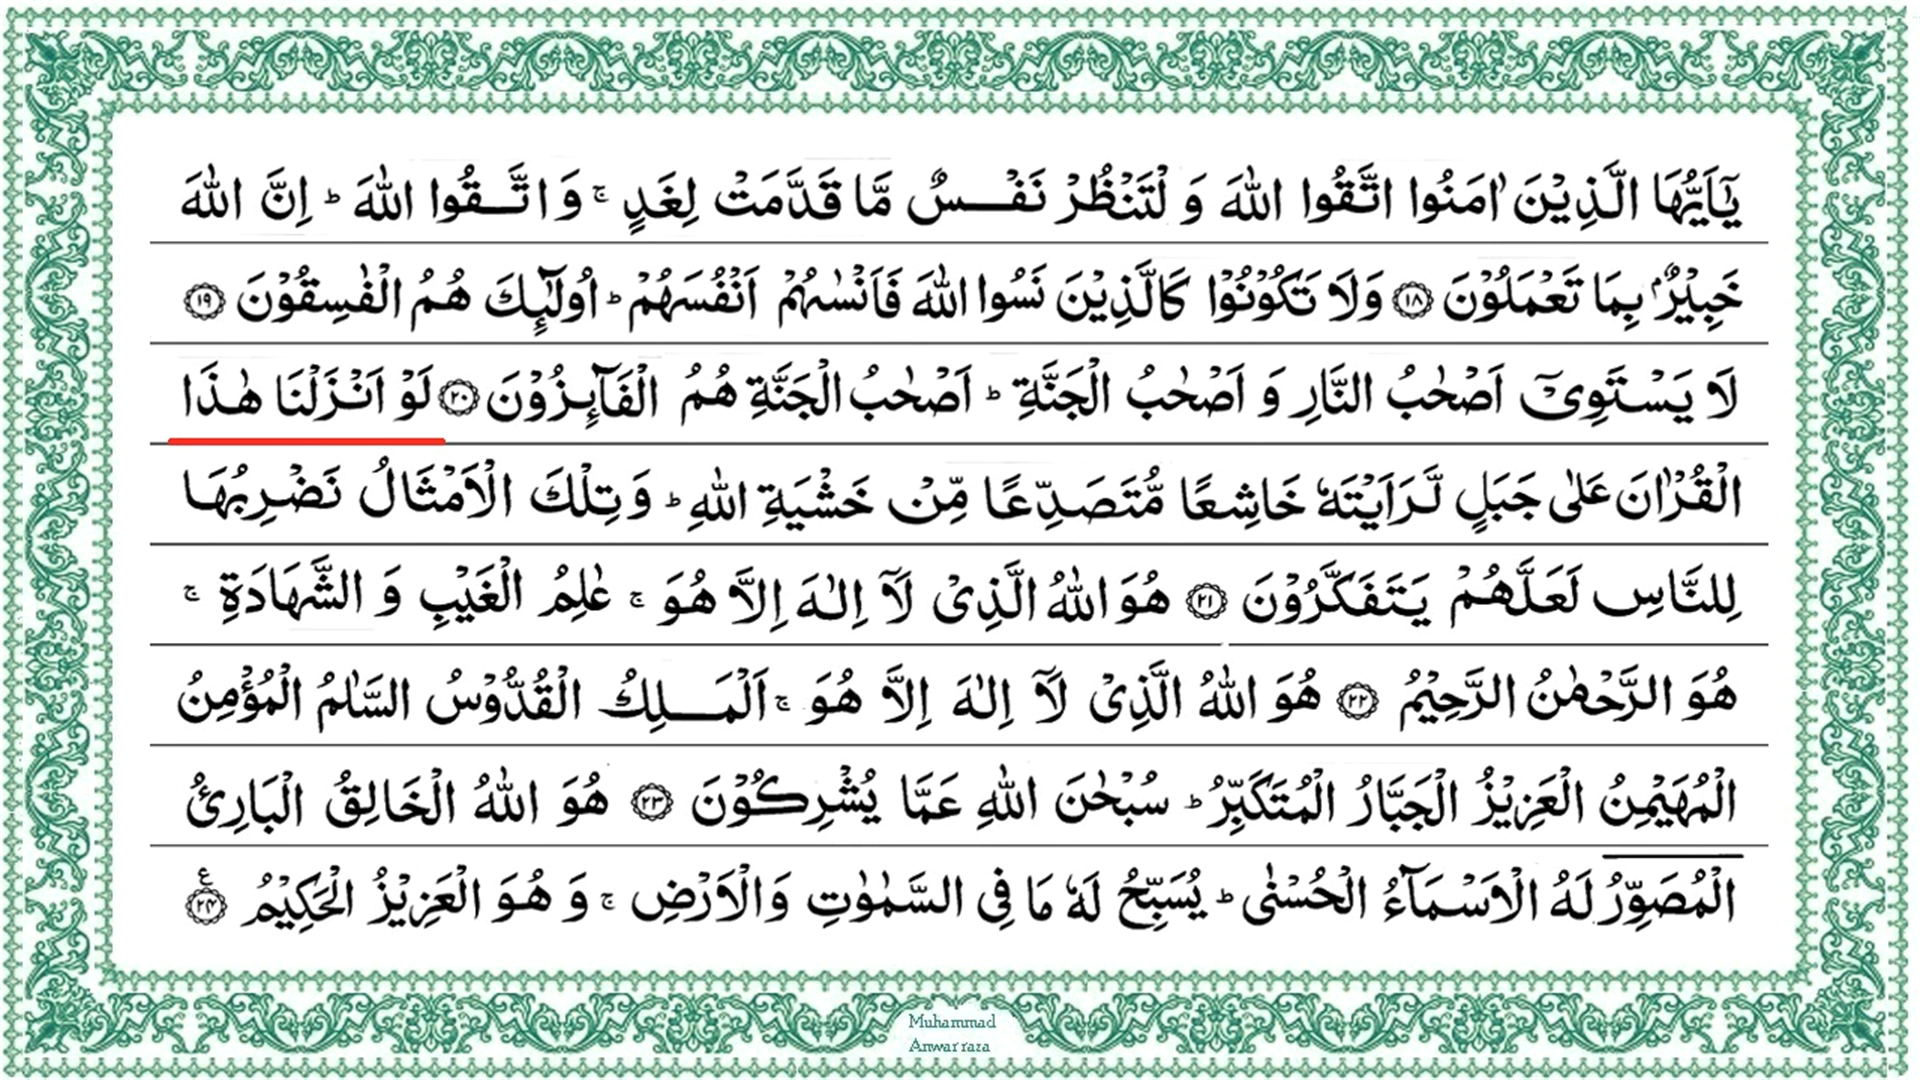 يٰۤاَيُّهَا الَّذِيْنَ اٰمَنُوا اتَّقُوا اللّٰهَ وَ لْتَنْظُرْ نَفْسٌ مَّا قَدَّمَتْ لِغَدٍ ۚ وَ اتَّقُوا اللّٰهَ ؕ اِنَّ اللّٰهَ
خَبِيْرٌۢ بِمَا تَعْمَلُوْنَ ۝۱۸ وَلَا تَكُوْنُوْا كَالَّذِيْنَ نَسُوا اللّٰهَ فَاَنْسٰىهُمْ اَنْفُسَهُمْ ؕ اُولٰٓئِكَ هُمُ الْفٰسِقُوْنَ ۝۱۹
لَا يَسْتَوِيْۤ اَصْحٰبُ النَّارِ وَ اَصْحٰبُ الْجَنَّةِ ؕ اَصْحٰبُ الْجَنَّةِ هُمُ الْفَآئِزُوْنَ ۝۲۰ لَوْ اَنْزَلْنَا هٰذَا
الْقُرْاٰنَ عَلٰى جَبَلٍ لَّرَاَيْتَهٗ خَاشِعًا مُّتَصَدِّعًا مِّنْ خَشْيَةِ اللّٰهِ ؕ وَ تِلْكَ الْاَمْثَالُ نَضْرِبُهَا
لِلنَّاسِ لَعَلَّهُمْ يَتَفَكَّرُوْنَ ۝۲۱ هُوَ اللّٰهُ الَّذِيْ لَاۤ اِلٰهَ اِلَّا هُوَ ۚ عٰلِمُ الْغَيْبِ وَ الشَّهَادَةِ ۚ
هُوَ الرَّحْمٰنُ الرَّحِيْمُ ۝۲۲ هُوَ اللّٰهُ الَّذِيْ لَاۤ اِلٰهَ اِلَّا هُوَ ۚ اَلْمَلِكُ الْقُدُّوْسُ السَّلٰمُ الْمُؤْمِنُ
الْمُهَيْمِنُ الْعَزِيْزُ الْجَبَّارُ الْمُتَكَبِّرُ ؕ سُبْحٰنَ اللّٰهِ عَمَّا يُشْرِكُوْنَ ۝۲۳ هُوَ اللّٰهُ الْخَالِقُ الْبَارِئُ
الْمُصَوِّرُ لَهُ الْاَسْمَآءُ الْحُسْنٰى ؕ يُسَبِّحُ لَهٗ مَا فِي السَّمٰوٰتِ وَالْاَرْضِ ۚ وَ هُوَ الْعَزِيْزُ الْحَكِيْمُ ۝۲۴ ع
Muhammad
Anwar raza